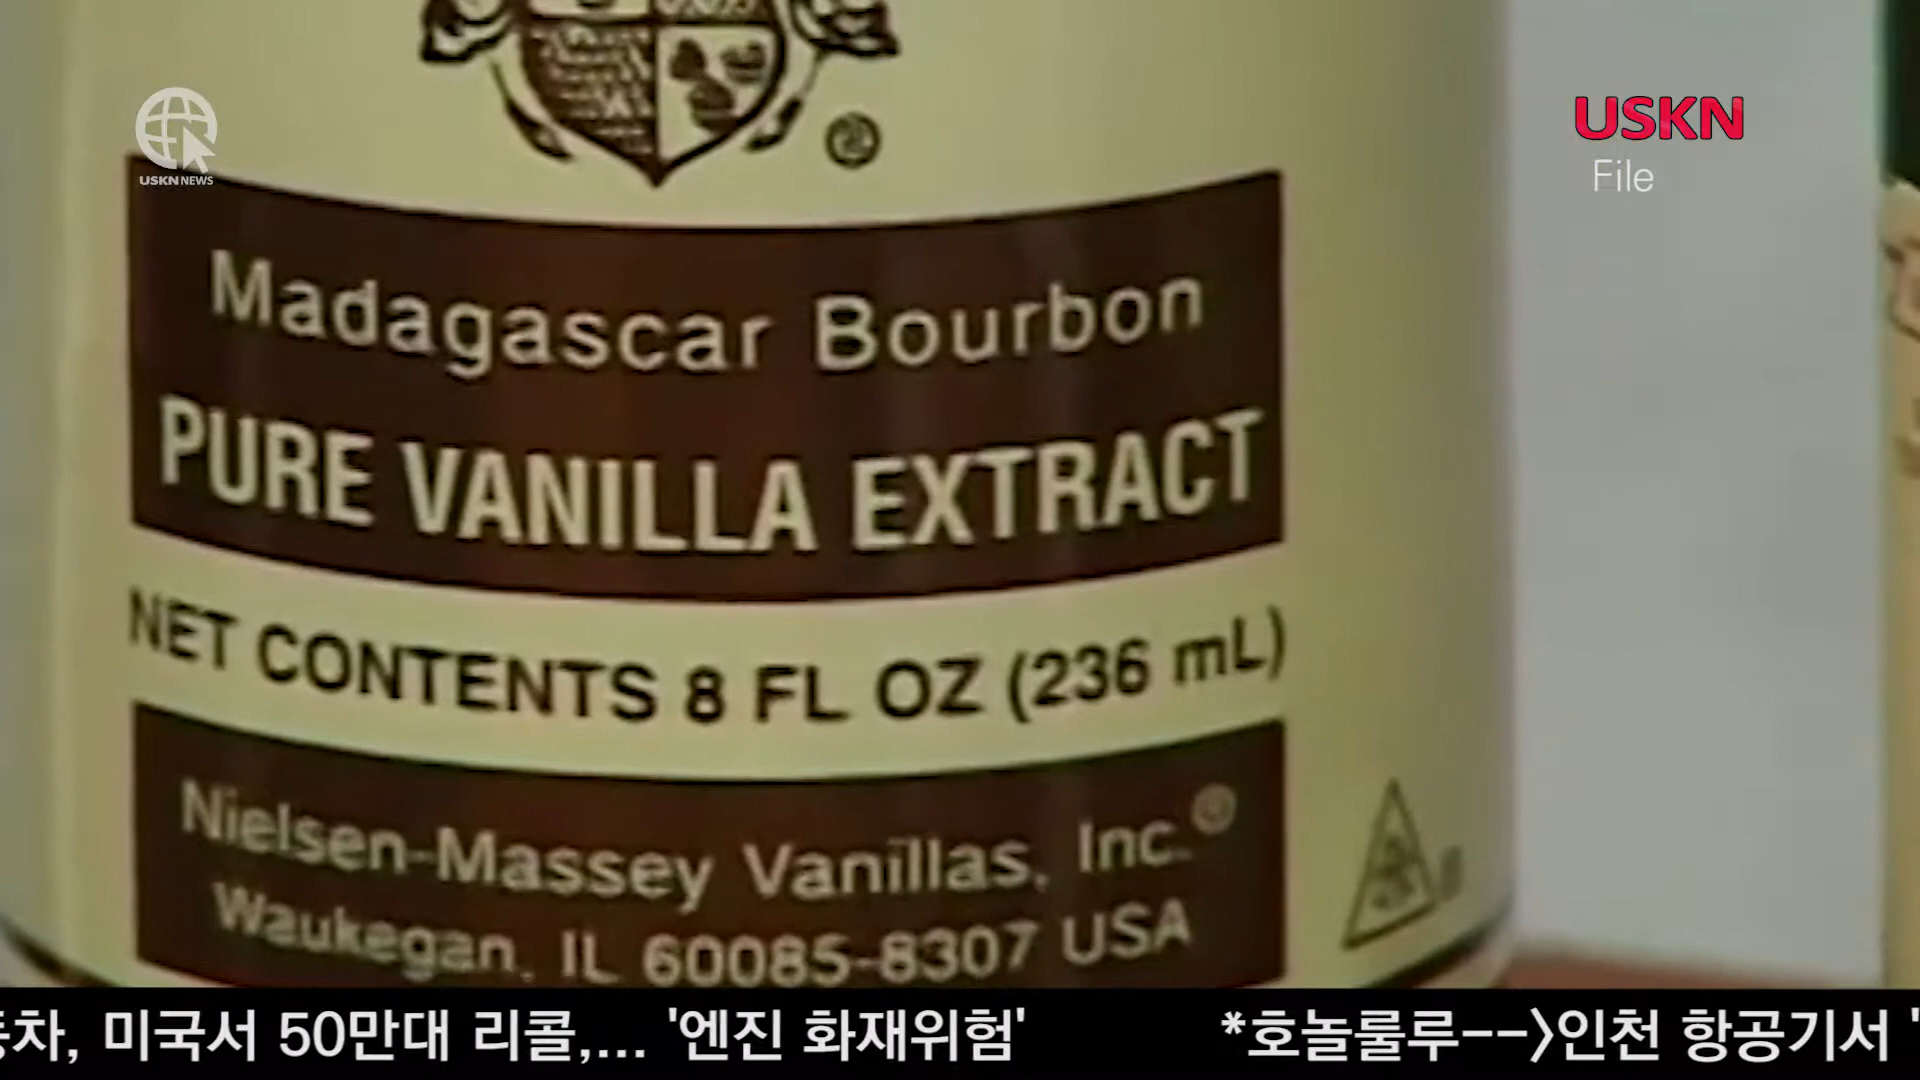 USKN NEWS
USKN
File
Madagascar Bourbon
PURE VANILLA EXTRACT
NET CONTENTS 8 FL OZ (236 mL)
Nielsen-Massey Vanillas, Inc.®
Waukegan, IL 60085-8307 USA
미국서 50만대 리콜,... '엔진 화재위험' *호놀룰루-->인천 항공기서 '